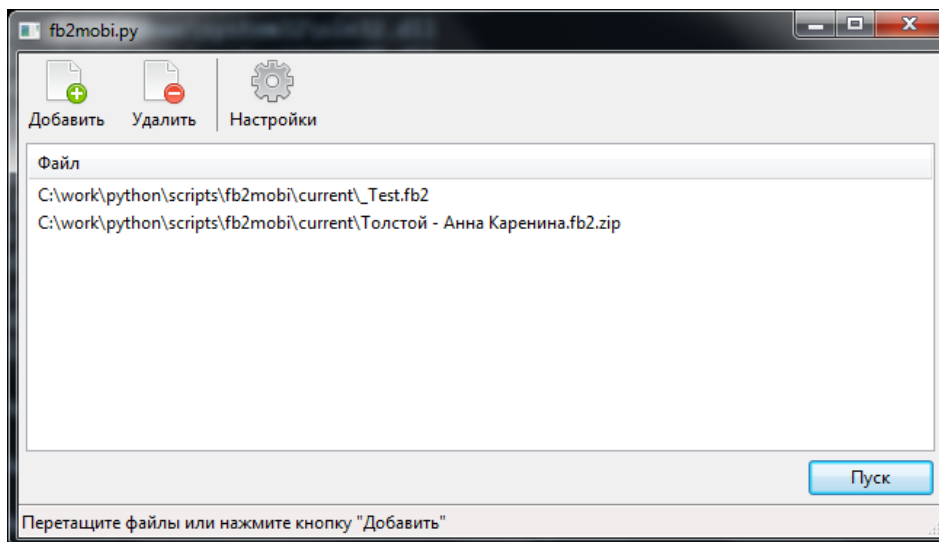 fb2mobi.py
Добавить Удалить Настройки
Файл
C:\work\python\scripts\fb2mobi\current\_Test.fb2
C:\work\python\scripts\fb2mobi\current\Толстой - Анна Каренина.fb2.zip
Пуск
Перетащите файлы или нажмите кнопку "Добавить"